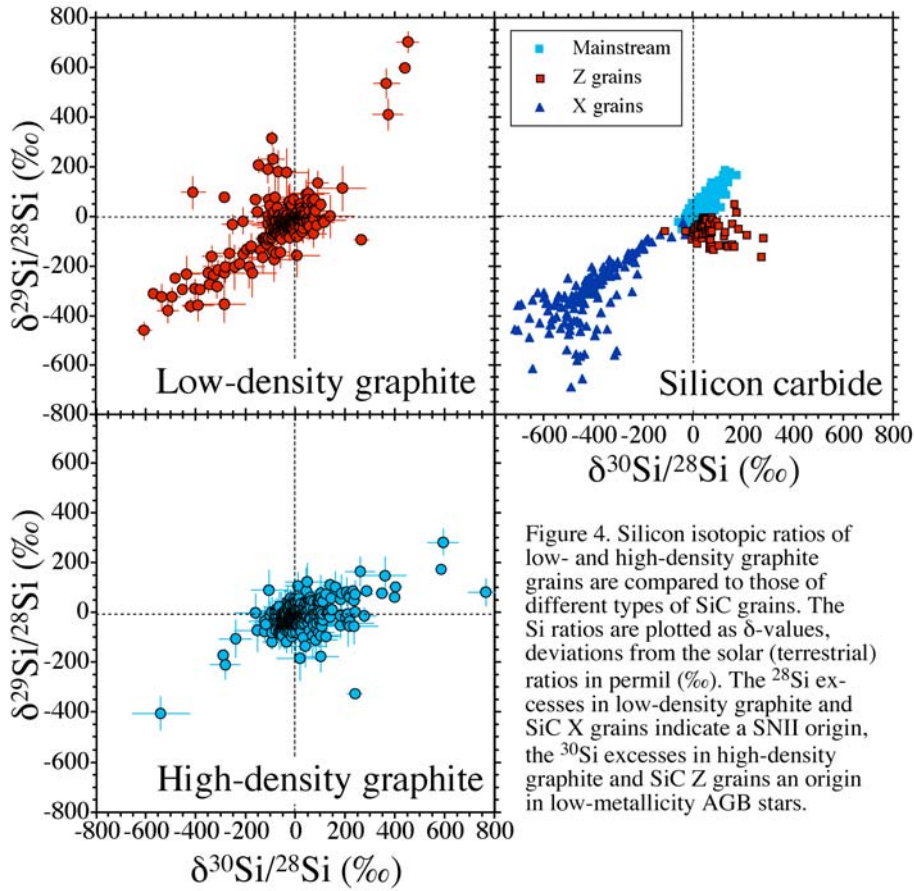 800
600
400
200
0
-200
-400
-600
-800
δ29Si/28Si (‰)
Low-density graphite
Mainstream
Z grains
X grains
Silicon carbide
-600 -400 -200 0 200 400 600 800
δ30Si/28Si (‰)
600
400
200
0
-200
-400
-600
-800
δ29Si/28Si (‰)
High-density graphite
-800 -600 -400 -200 0 200 400 600 800
δ30Si/28Si (‰)
Figure 4. Silicon isotopic ratios of
low- and high-density graphite
grains are compared to those of
different types of SiC grains. The
Si ratios are plotted as δ-values,
deviations from the solar (terrestrial)
ratios in permil (‰). The 28Si ex-
cesses in low-density graphite and
SiC X grains indicate a SNII origin,
the 30Si excesses in high-density
graphite and SiC Z grains an origin
in low-metallicity AGB stars.